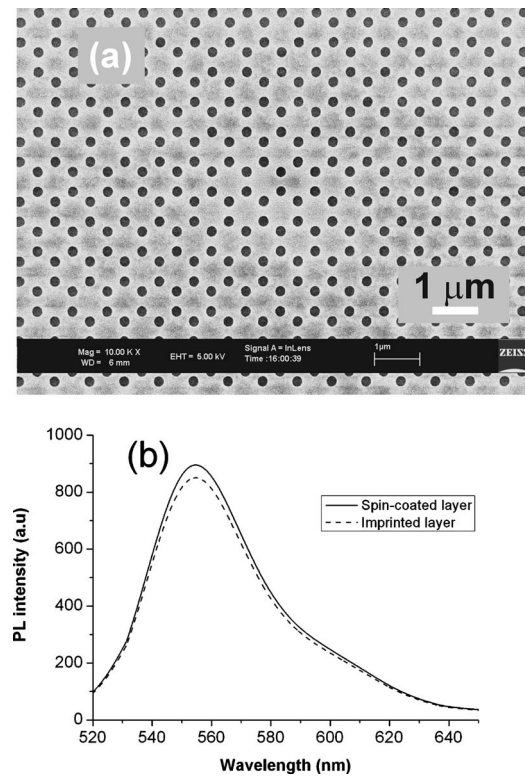 (a)
1 μm
Mag = 10.00 K X
WD = 6 mm
EHT = 5.00 kV
Signal A = InLens
Time :16:00:39
1μm
ZEISS
(b)
1000
800
600
400
200
0
PL intensity (a.u)
Spin-coated layer
Imprinted layer
520 540 560 580 600 620 640
Wavelength (nm)